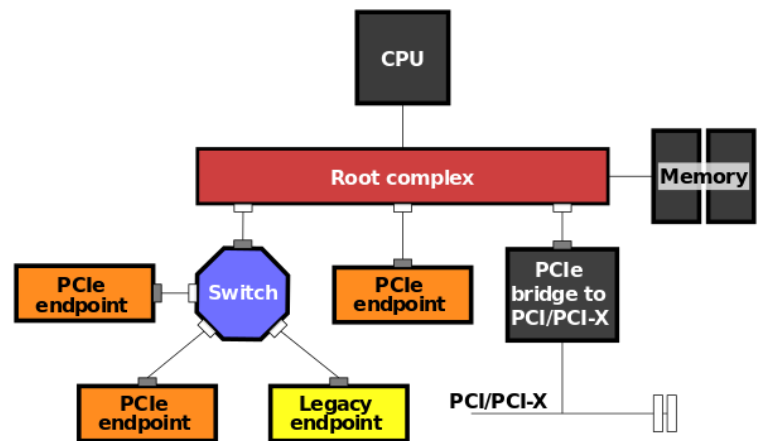 CPU
Root complex
Memory
PCIe
endpoint
Switch
PCIe
endpoint
PCIe
bridge to
PCI/PCI-X
PCIe
endpoint
Legacy
endpoint
PCI/PCI-X